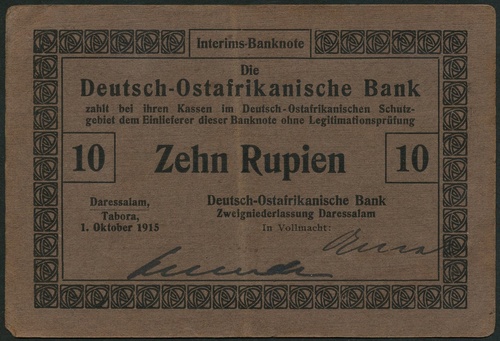 Interims-Banknote
Die
Deutsch-Ostafrikanische Bank
zahlt bei ihren Kassen im Deutsch-Ostafrikanischen Schutz-
gebiet dem Einlieferer dieser Banknote ohne Legitimationsprüfung
10 Zehn Rupien 10
Daressalam,
Tabora,
1. Oktober 1915
Deutsch-Ostafrikanische Bank
Zweigniederlassung Daressalam
in Vollmacht: